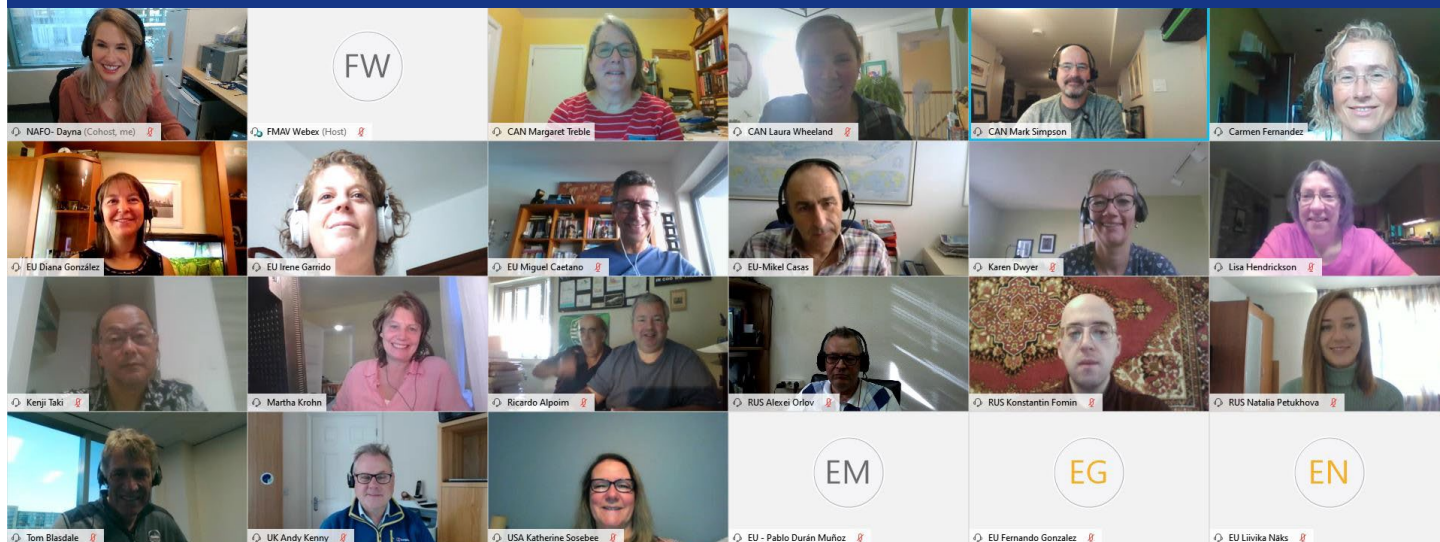 NAFO- Dayna (Cohost, me)
FW
FMAV Webex (Host)
CAN Margaret Treble
CAN Laura Wheeland
CAN Mark Simpson
Carmen Fernandez
EU Diana González
EU Irene Garrido
EU Miguel Caetano
EU-Mikel Casas
Karen Dwyer
Lisa Hendrickson
Kenji Taki
Martha Krohn
Ricardo Alpoim
RUS Alexei Orlov
RUS Konstantin Fomin
RUS Natalia Petukhova
Tom Blasdale
UK Andy Kenny
USA Katherine Sosebee
EM
EU - Pablo Durán Muñoz
EG
EU Fernando Gonzalez
EN
EU Liivika Näks